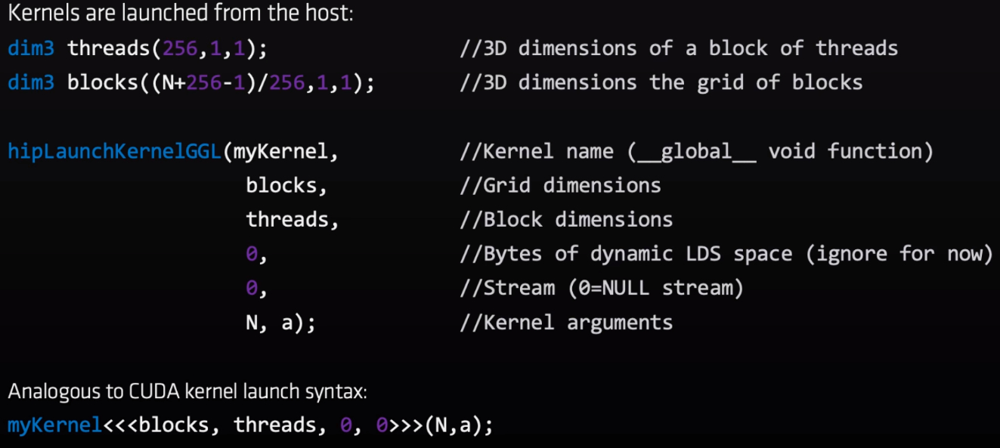 Kernels are launched from the host:
dim3 threads(256,1,1); //3D dimensions of a block of threads
dim3 blocks((N+256-1)/256,1,1); //3D dimensions the grid of blocks
hipLaunchKernelGGL(myKernel, //Kernel name (__global__ void function)
blocks, //Grid dimensions
threads, //Block dimensions
0, //Bytes of dynamic LDS space (ignore for now)
0, //Stream (0=NULL stream)
N, a); //Kernel arguments
Analogous to CUDA kernel launch syntax:
myKernel<<<blocks, threads, 0, 0>>>(N,a);